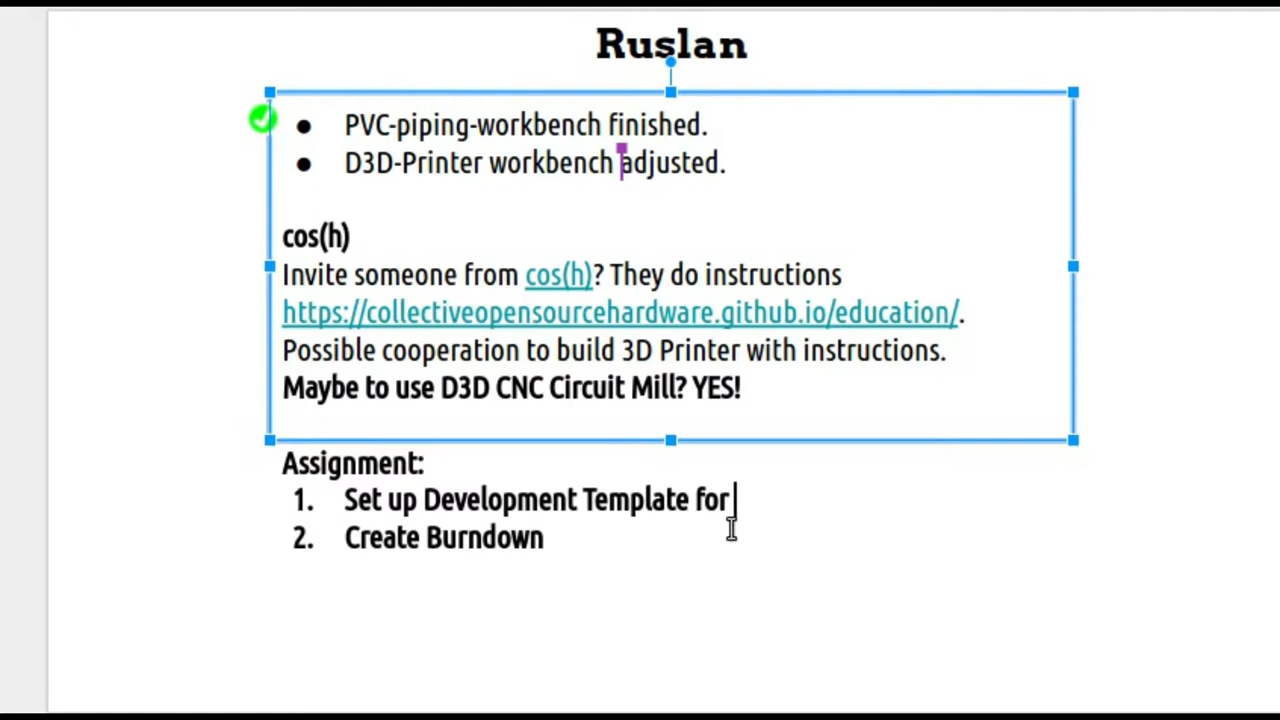 Ruslan
● PVC-piping-workbench finished.
● D3D-Printer workbench adjusted.
cos(h)
Invite someone from cos(h)? They do instructions
https://collectiveopensourcehardware.github.io/education/.
Possible cooperation to build 3D Printer with instructions.
Maybe to use D3D CNC Circuit Mill? YES!
Assignment:
1. Set up Development Template for
2. Create Burndown